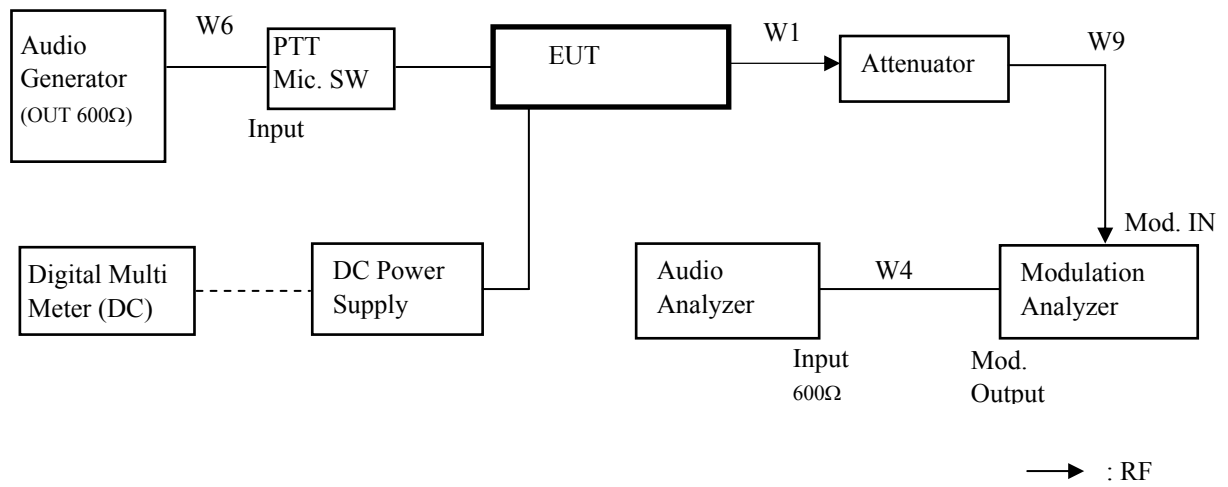 Audio
Generator
(OUT 600Ω)
W6
PTT
Mic. SW
Input
EUT
W1
Attenuator
W9
Mod. IN
Digital Multi
Meter (DC)
DC Power
Supply
Audio
Analyzer
W4
Modulation
Analyzer
Input
600Ω
Mod.
Output
: RF